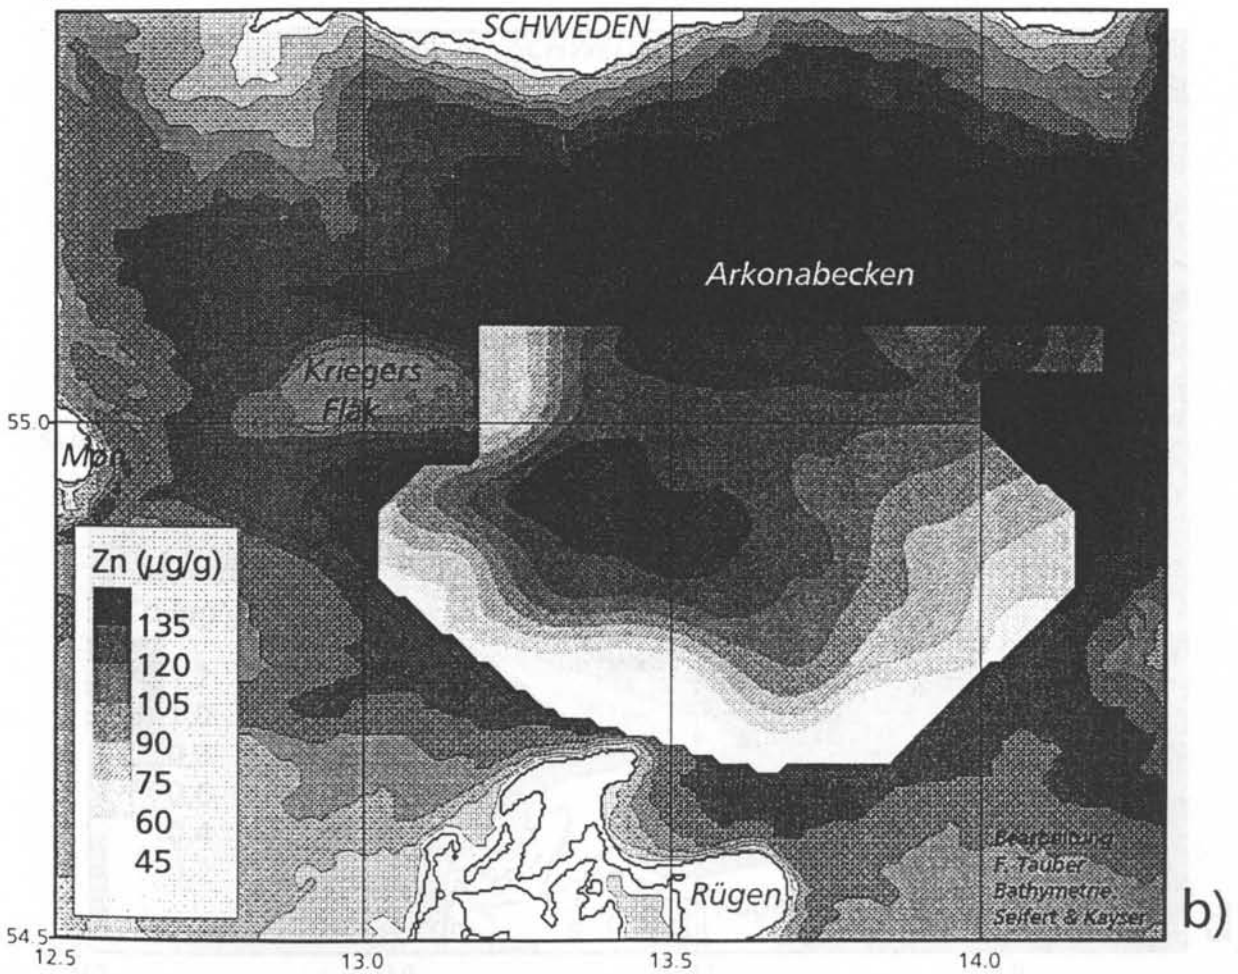 SCHWEDEN
Arkonabecken
Kriegers
Flak
55.0
Møn
Zn (µg/g)
135
120
105
90
75
60
45
Rügen
Bearbeitung
F. Tauber
Bathymetrie
Seifert & Kayser
b)
54.5
12.5
13.0
13.5
14.0